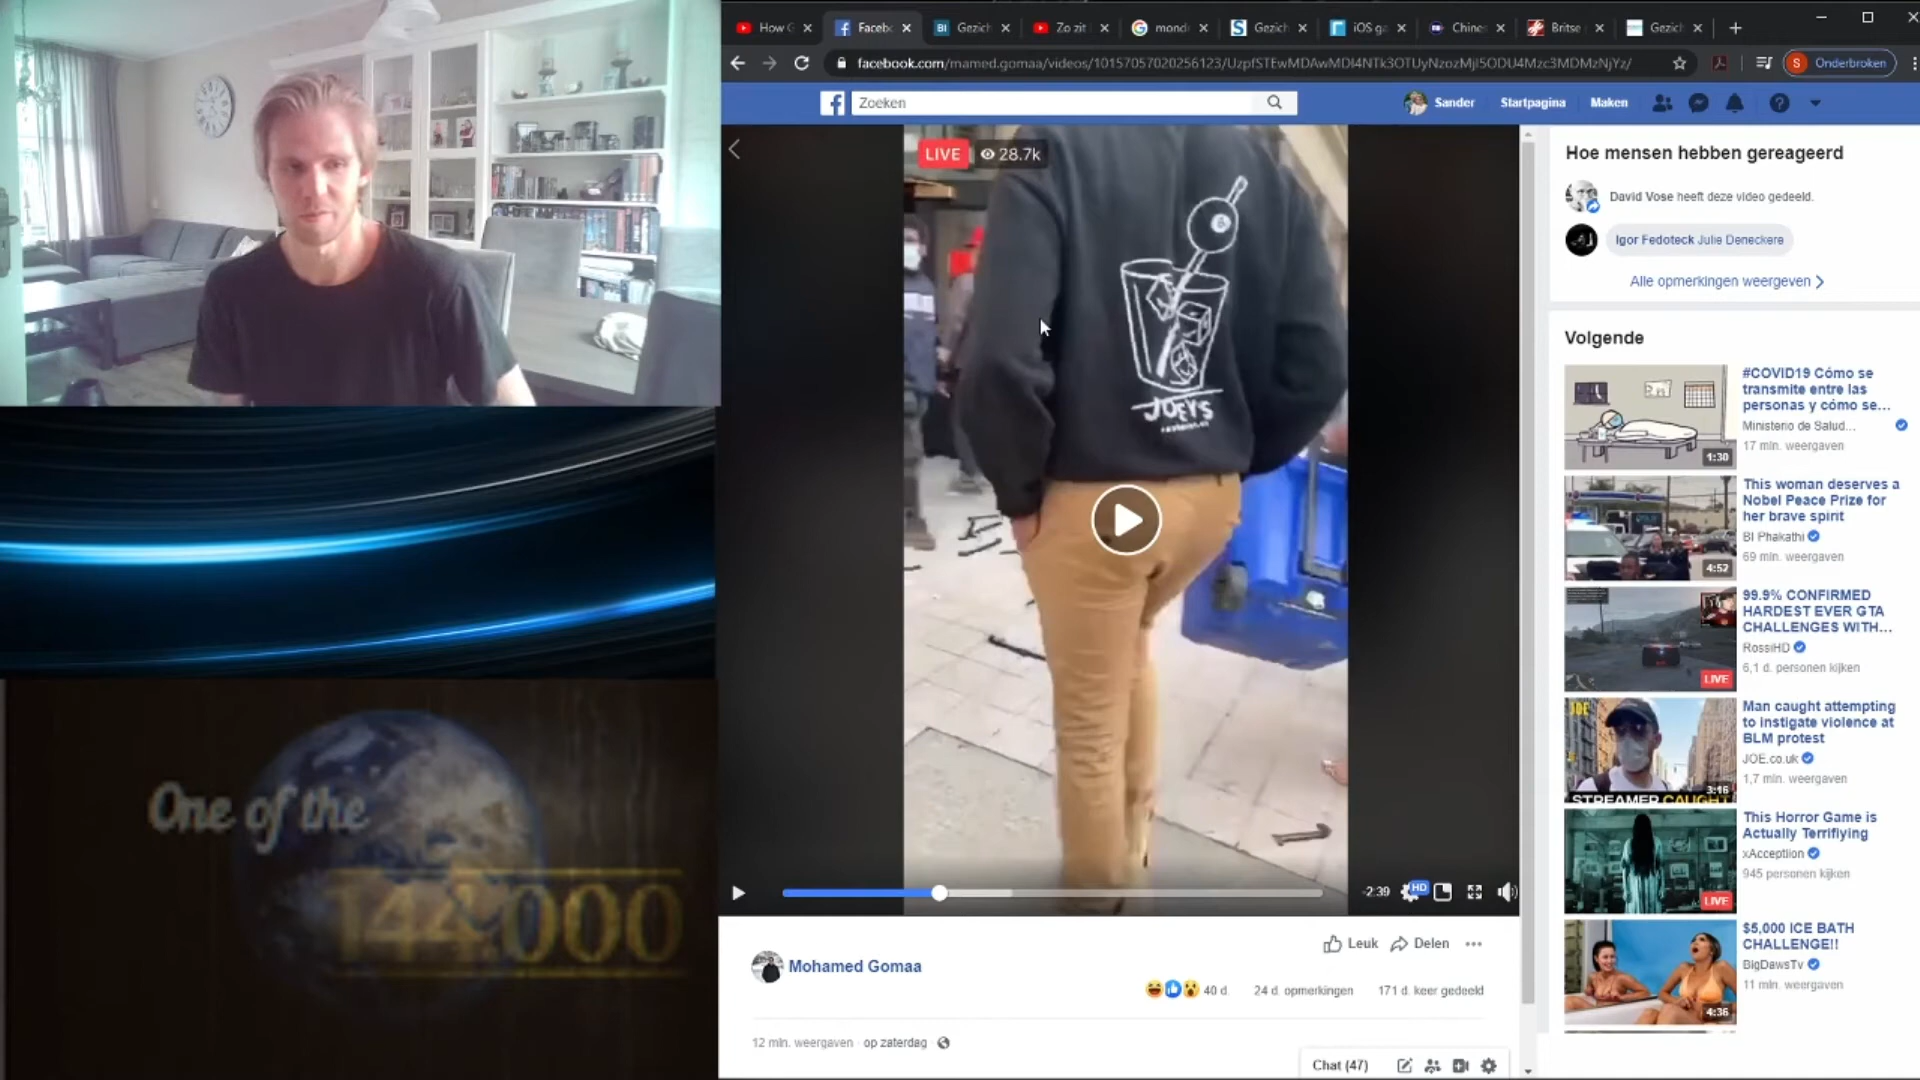 How G
Faceb
Gezich
Zo zit
mondk
Gezich
iOS ga
Chines
Britse
Gezich
facebook.com/mamed.gomaa/videos/10157057020256123/
Onderbroken
Zoeken
Sander
Startpagina
Maken
LIVE
28.7k
JOEY'S
One of the
144.000
-2:39
HD
Leuk
Delen
Mohamed Gomaa
40 d.
24 d. opmerkingen
171 d. keer gedeeld
12 mln. weergaven · op zaterdag
Chat (47)
Hoe mensen hebben gereageerd
David Vose heeft deze video gedeeld.
Igor Fedoteck Julie Deneckere
Alle opmerkingen weergeven
Volgende
#COVID19 Cómo se
transmite entre las
personas y cómo se...
Ministerio de Salud...
17 mln. weergaven
1:30
This woman deserves a
Nobel Peace Prize for
her brave spirit
BI Phakathi
69 mln. weergaven
4:52
99.9% CONFIRMED
HARDEST EVER GTA
CHALLENGES WITH...
RossiHD
6,1 d. personen kijken
LIVE
Man caught attempting
to instigate violence at
BLM protest
JOE.co.uk
1,7 mln. weergaven
JOE
3:16
STREAMER CAUGHT
This Horror Game is
Actually Terrifiying
xAcceptiion
945 personen kijken
LIVE
$5,000 ICE BATH
CHALLENGE!!
BigDawsTv
11 mln. weergaven
4:36